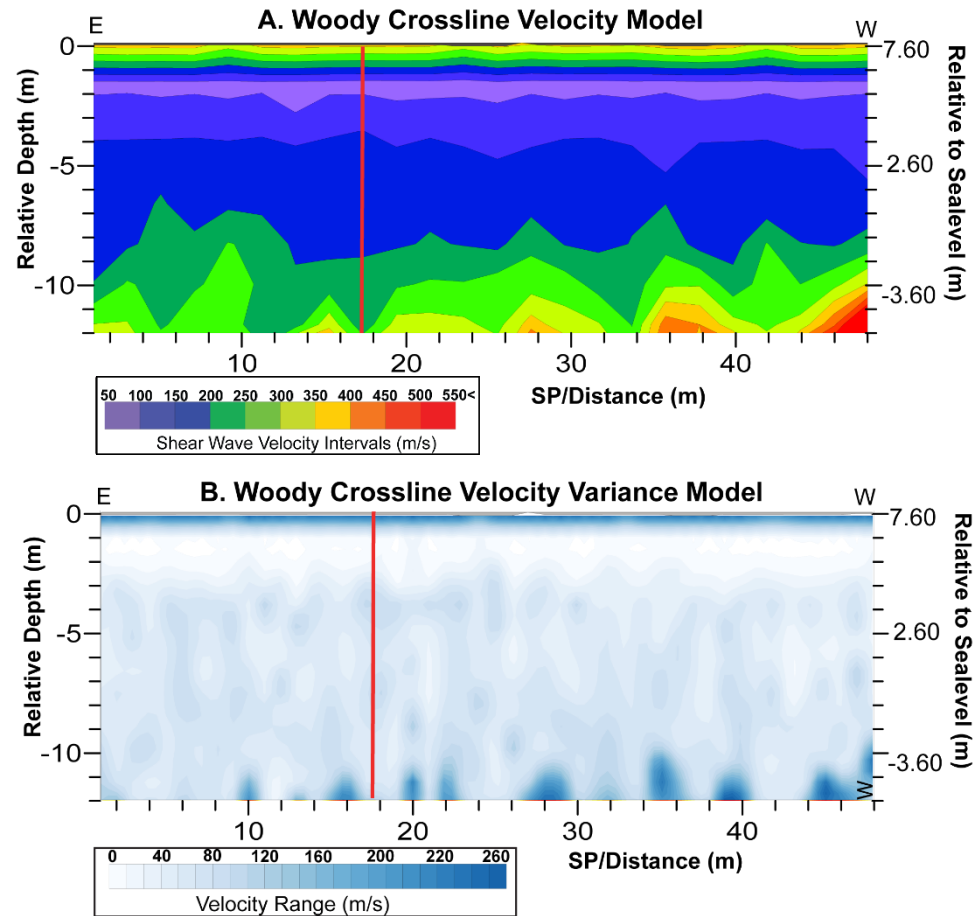 A. Woody Crossline Velocity Model
E
W
0
-5
-10
Relative Depth (m)
7.60
2.60
-3.60
Relative to Sealevel (m)
10
20
30
40
SP/Distance (m)
50 100 150 200 250 300 350 400 450 500 550<
Shear Wave Velocity Intervals (m/s)
B. Woody Crossline Velocity Variance Model
E
W
0
-5
-10
Relative Depth (m)
7.60
2.60
-3.60
Relative to Sealevel (m)
W
10
20
30
40
SP/Distance (m)
0 40 80 120 160 200 220 260
Velocity Range (m/s)